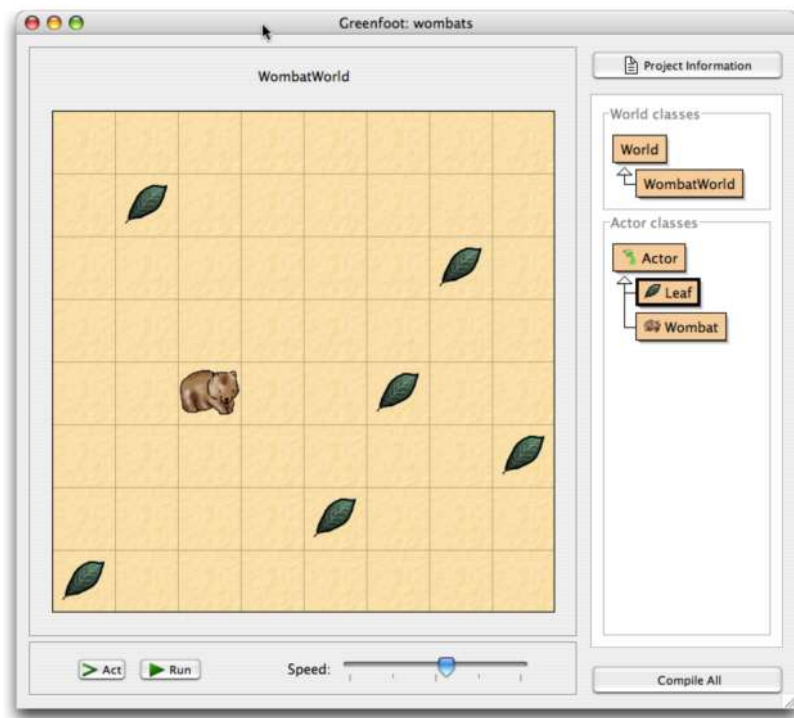 Greenfoot: wombats
WombatWorld
Project Information
World classes
World
WombatWorld
Actor classes
Actor
Leaf
Wombat
Act
Run
Speed:
Compile All